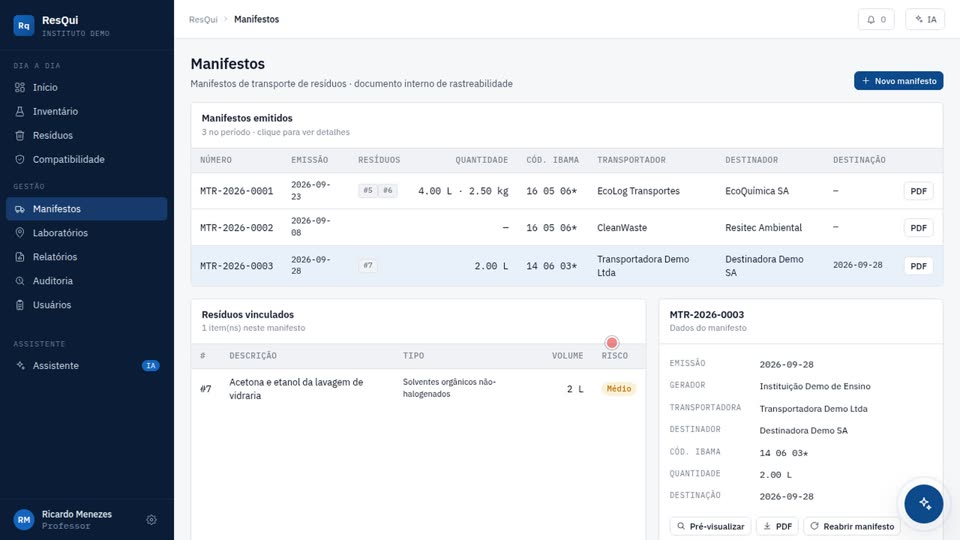 Rq
ResQui
INSTITUTO DEMO
DIA A DIA
Início
Inventário
Resíduos
Compatibilidade
GESTÃO
Manifestos
Laboratórios
Relatórios
Auditoria
Usuários
ASSISTENTE
Assistente IA
RM
Ricardo Menezes
Professor
ResQui > Manifestos
0
IA
Manifestos
Manifestos de transporte de resíduos · documento interno de rastreabilidade
+ Novo manifesto
Manifestos emitidos
3 no período · clique para ver detalhes
NÚMERO EMISSÃO RESÍDUOS QUANTIDADE CÓD. IBAMA TRANSPORTADOR DESTINADOR DESTINAÇÃO
MTR-2026-0001 2026-09-23 #5 #6 4.00 L · 2.50 kg 16 05 06* EcoLog Transportes EcoQuímica SA — PDF
MTR-2026-0002 2026-09-08 — 16 05 06* CleanWaste Resitec Ambiental — PDF
MTR-2026-0003 2026-09-28 #7 2.00 L 14 06 03* Transportadora Demo Ltda Destinadora Demo SA 2026-09-28 PDF
Resíduos vinculados
1 item(ns) neste manifesto
# DESCRIÇÃO TIPO VOLUME RISCO
#7 Acetona e etanol da lavagem de vidraria Solventes orgânicos não-halogenados 2 L Médio
MTR-2026-0003
Dados do manifesto
EMISSÃO 2026-09-28
GERADOR Instituição Demo de Ensino
TRANSPORTADORA Transportadora Demo Ltda
DESTINADOR Destinadora Demo SA
CÓD. IBAMA 14 06 03*
QUANTIDADE 2.00 L
DESTINAÇÃO 2026-09-28
Pré-visualizar PDF Reabrir manifesto